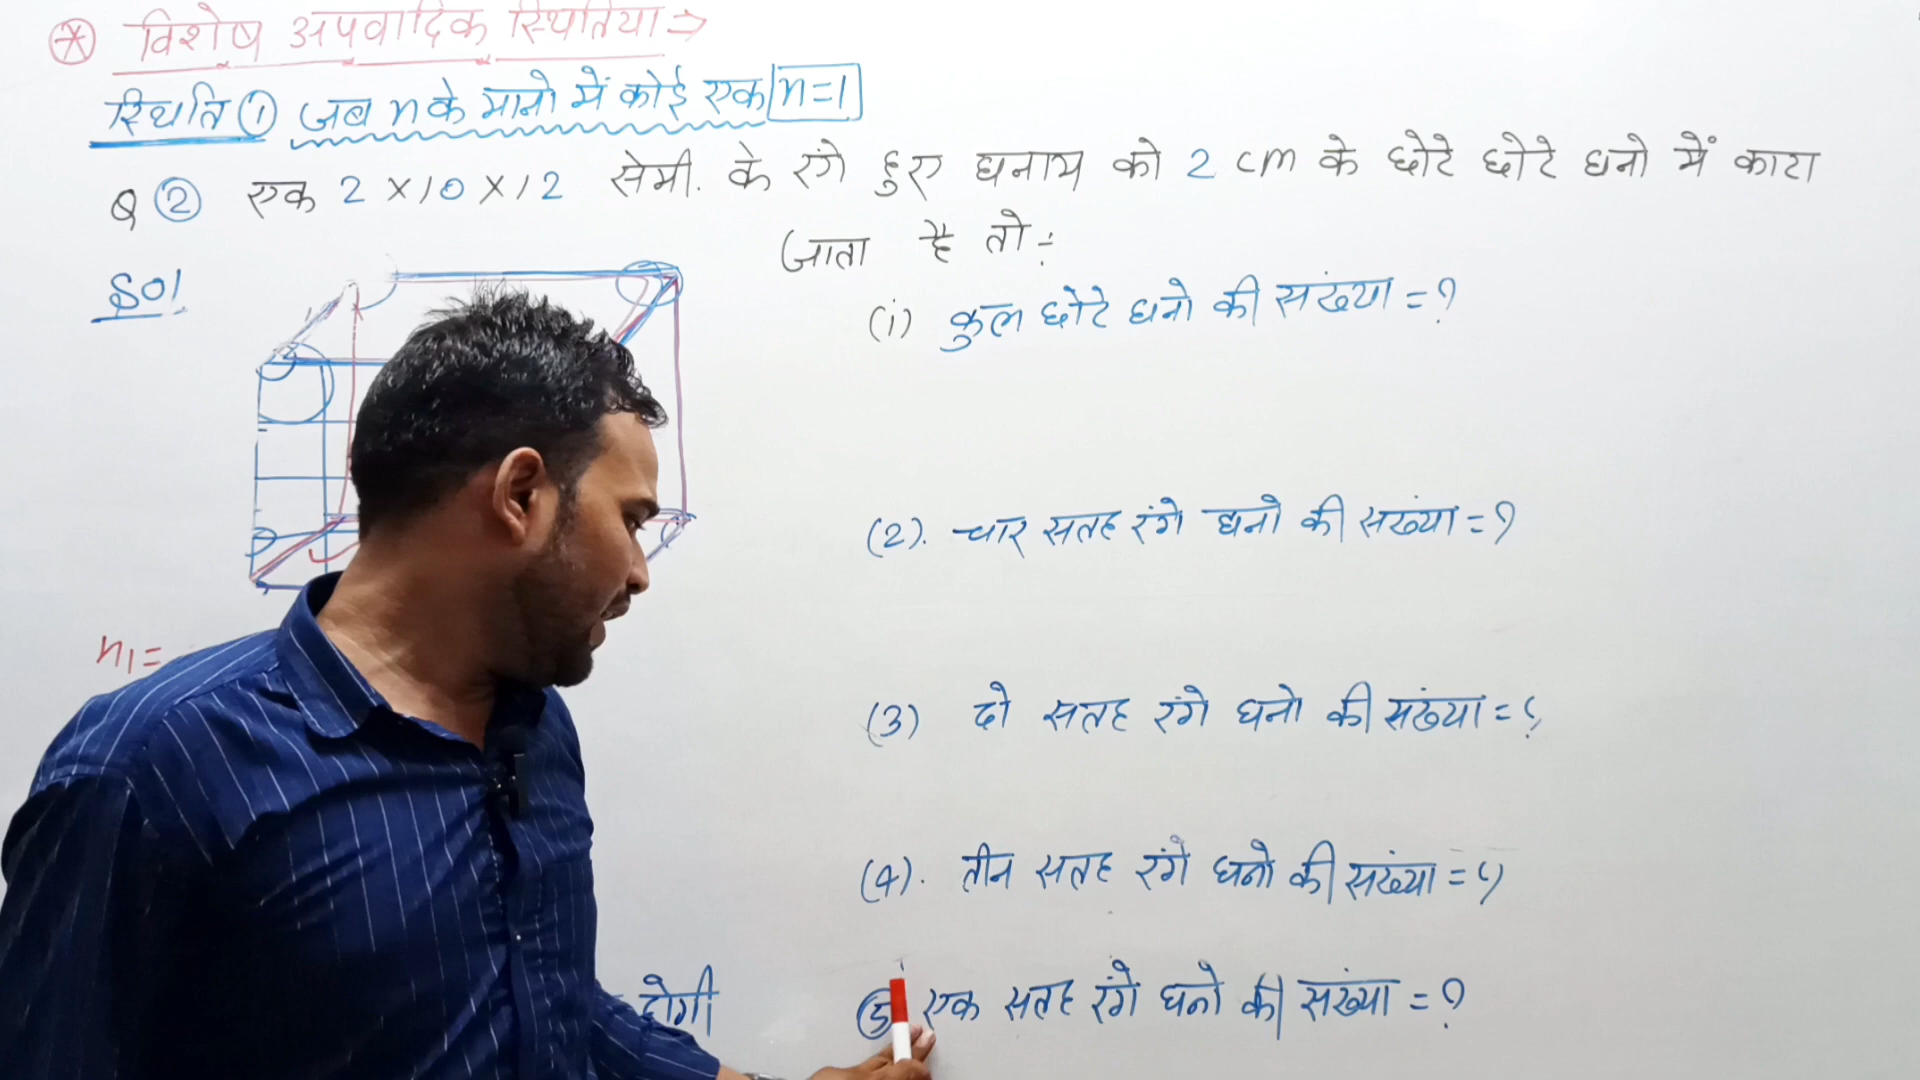 विशेष अपवादिक स्थितिया ⇒
स्थिति ① जब n के मानो में कोई एक n=1
Q ② एक 2 × 10 × 12 सेमी. के रंगे हुए घनाभ को 2 cm के छोटे छोटे घनो में काटा
जाता है तो :-
Sol
(i) कुल छोटे घनो की संख्या = ?
(2). चार सतह रंगे घनो की संख्या = ?
n1 =
(3) दो सतह रंगे घनो की संख्या = ?
(4). तीन सतह रंगे घनो की संख्या = ?
होगी
⑤ एक सतह रंगे घनो की संख्या = ?